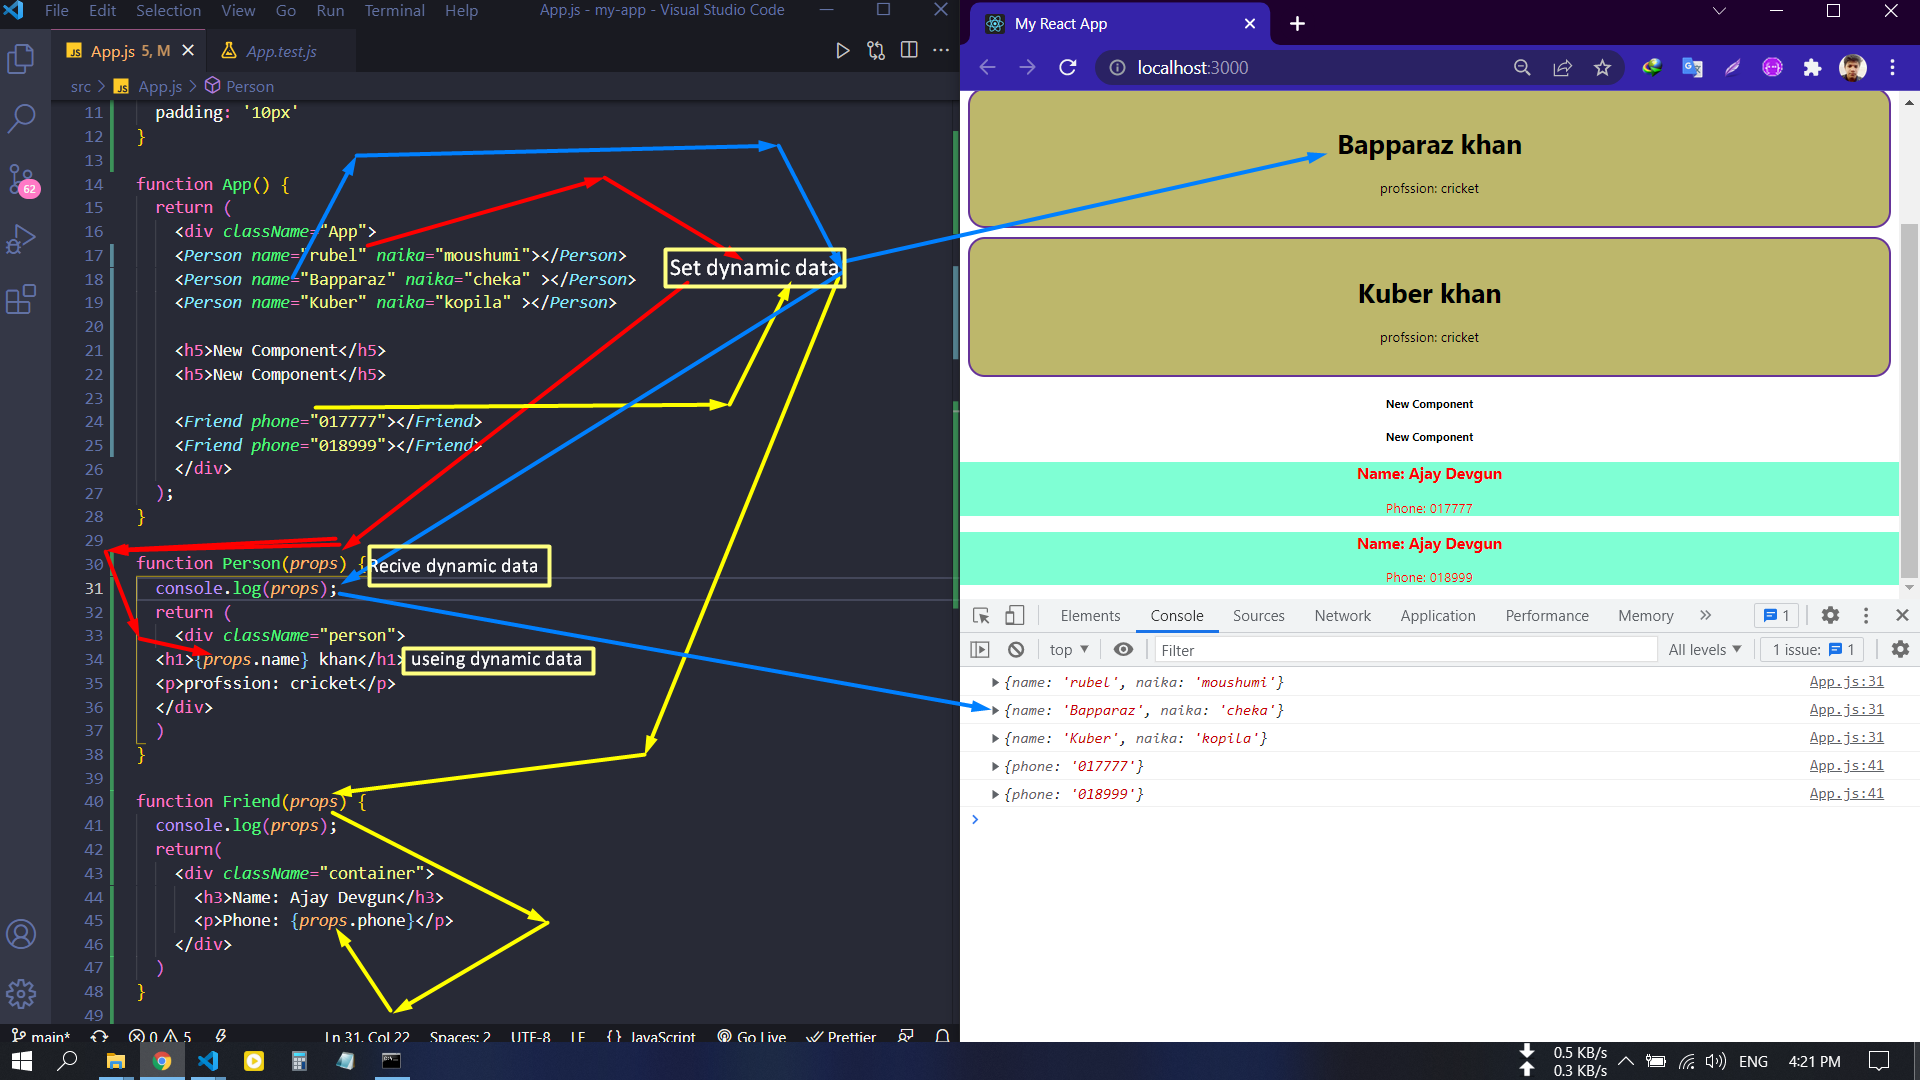 File Edit Selection View Go Run Terminal Help App.js - my-app - Visual Studio Code
App.js 5, M App.test.js
src > App.js > Person
11 padding: '10px'
12 }
13
14 function App() {
15 return (
16 <div className="App">
17 <Person name="rubel" naika="moushumi"></Person>
18 <Person name="Bapparaz" naika="cheka" ></Person>
19 <Person name="Kuber" naika="kopila" ></Person>
Set dynamic data
20
21 <h5>New Component</h5>
22 <h5>New Component</h5>
23
24 <Friend phone="017777"></Friend>
25 <Friend phone="018999"></Friend>
26 </div>
27 );
28 }
29
30 function Person(props) {
Recive dynamic data
31 console.log(props);
32 return (
33 <div className="person">
34 <h1>{props.name} khan</h1>
useing dynamic data
35 <p>profssion: cricket</p>
36 </div>
37 )
38 }
39
40 function Friend(props) {
41 console.log(props);
42 return(
43 <div className="container">
44 <h3>Name: Ajay Devgun</h3>
45 <p>Phone: {props.phone}</p>
46 </div>
47 )
48 }
49
62
main* 0 5 Ln 31, Col 22 Spaces: 2 UTF-8 LF {} JavaScript Go Live Prettier
My React App
localhost:3000
Bapparaz khan
profssion: cricket
Kuber khan
profssion: cricket
New Component
New Component
Name: Ajay Devgun
Phone: 017777
Name: Ajay Devgun
Phone: 018999
Elements Console Sources Network Application Performance Memory » 1
top Filter All levels 1 issue: 1
{name: 'rubel', naika: 'moushumi'} App.js:31
{name: 'Bapparaz', naika: 'cheka'} App.js:31
{name: 'Kuber', naika: 'kopila'} App.js:31
{phone: '017777'} App.js:41
{phone: '018999'} App.js:41
>
0.5 KB/s
0.3 KB/s
ENG 4:21 PM